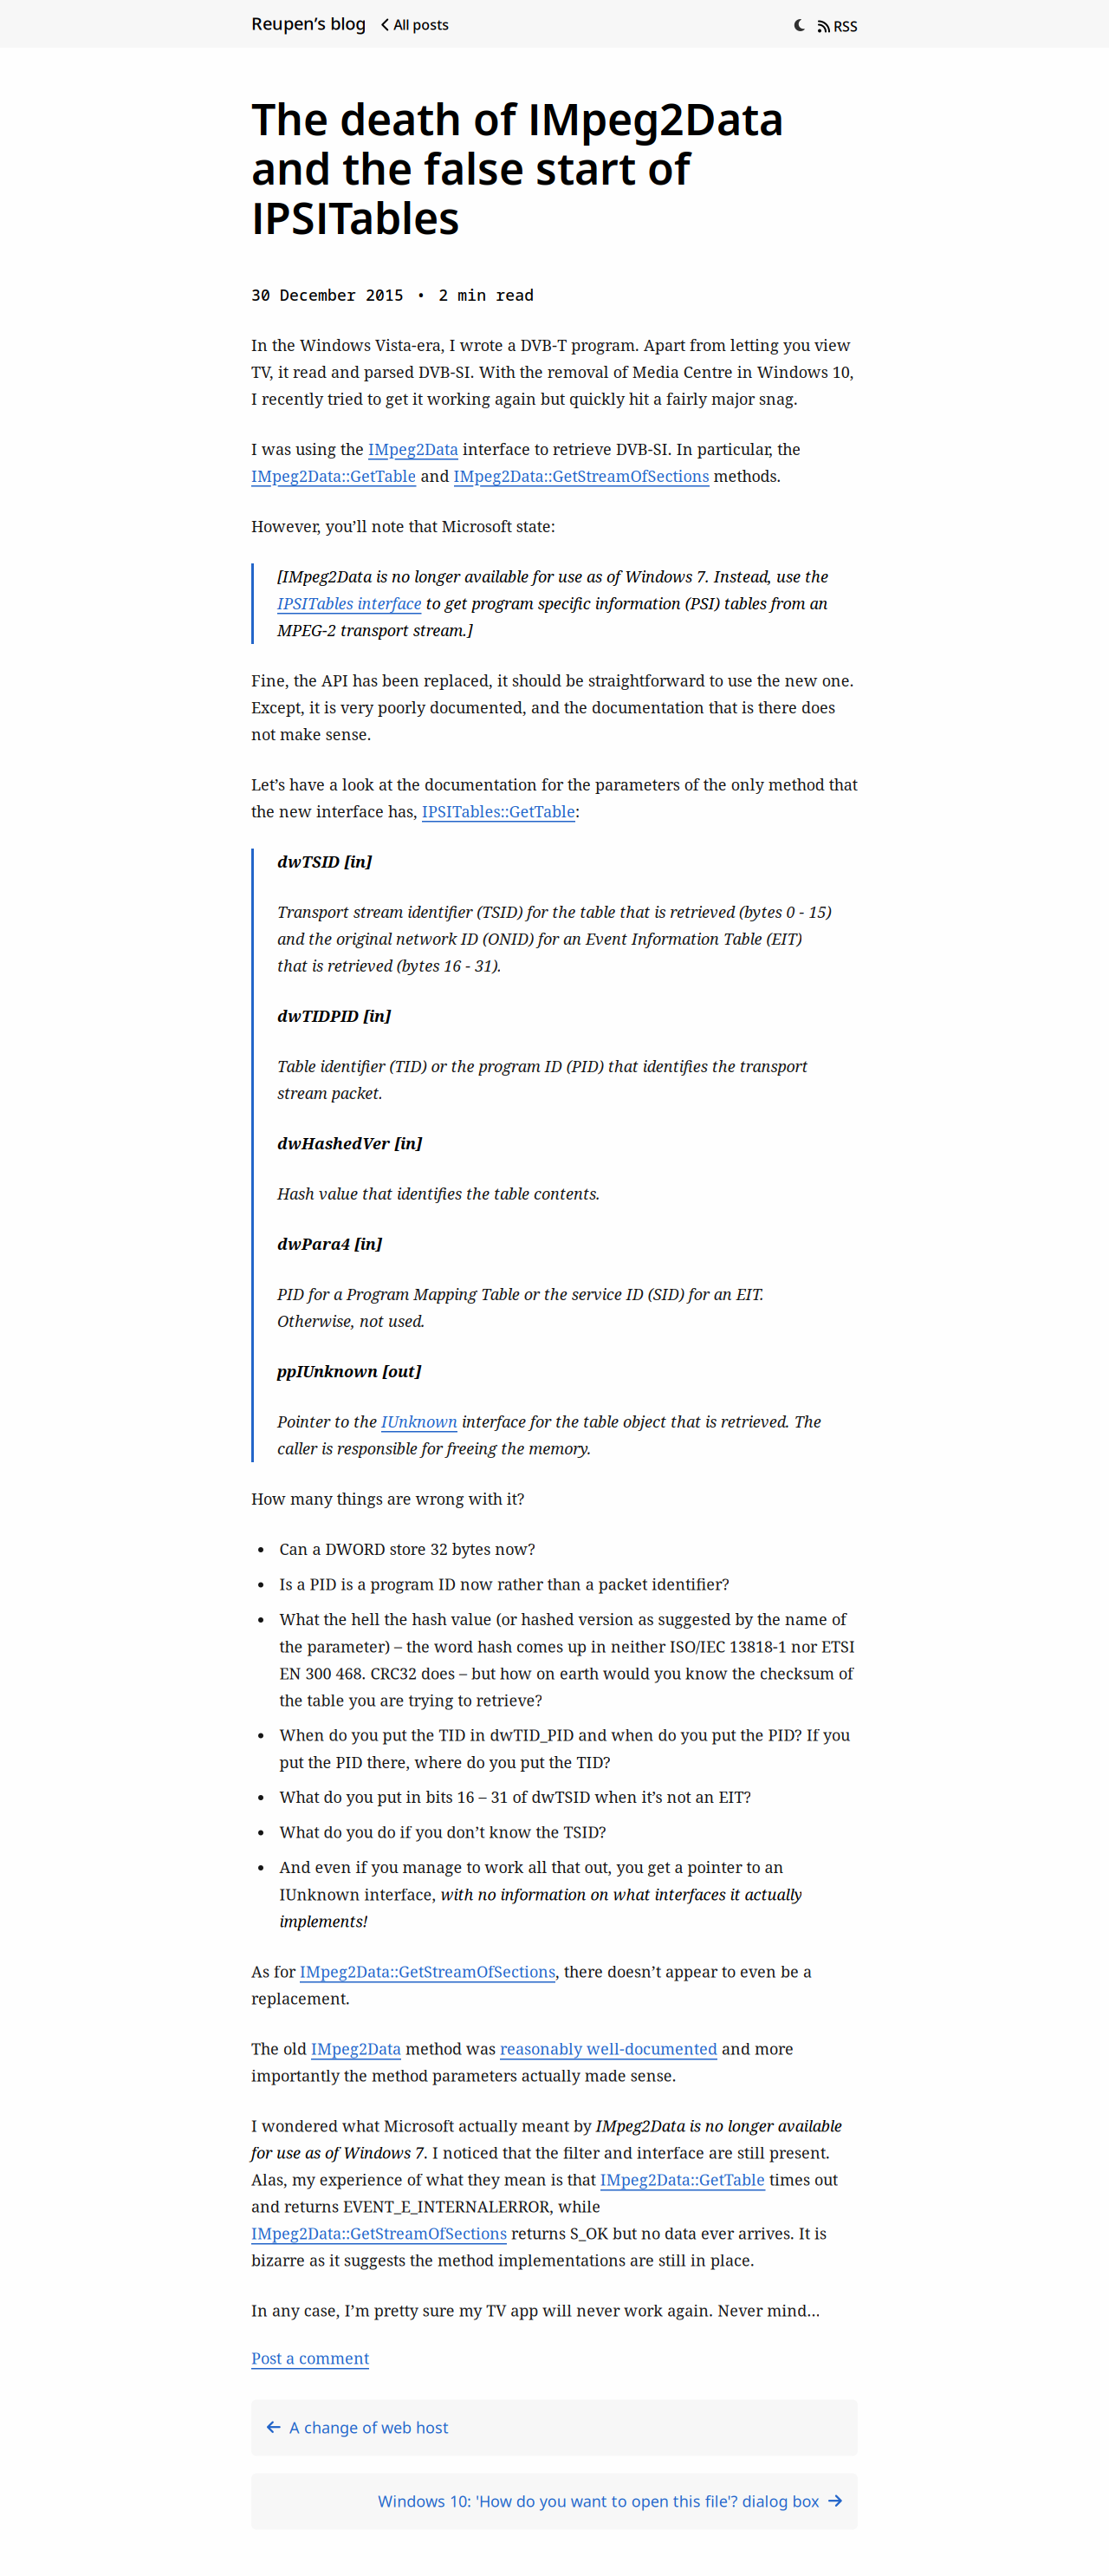 Reupen’s blog All posts RSS
The death of IMpeg2Data
and the false start of
IPSITables
30 December 2015 • 2 min read
In the Windows Vista-era, I wrote a DVB-T program. Apart from letting you view
TV, it read and parsed DVB-SI. With the removal of Media Centre in Windows 10,
I recently tried to get it working again but quickly hit a fairly major snag.
I was using the IMpeg2Data interface to retrieve DVB-SI. In particular, the
IMpeg2Data::GetTable and IMpeg2Data::GetStreamOfSections methods.
However, you’ll note that Microsoft state:
[IMpeg2Data is no longer available for use as of Windows 7. Instead, use the
IPSITables interface to get program specific information (PSI) tables from an
MPEG-2 transport stream.]
Fine, the API has been replaced, it should be straightforward to use the new one.
Except, it is very poorly documented, and the documentation that is there does
not make sense.
Let’s have a look at the documentation for the parameters of the only method that
the new interface has, IPSITables::GetTable:
dwTSID [in]
Transport stream identifier (TSID) for the table that is retrieved (bytes 0 - 15)
and the original network ID (ONID) for an Event Information Table (EIT)
that is retrieved (bytes 16 - 31).
dwTIDPID [in]
Table identifier (TID) or the program ID (PID) that identifies the transport
stream packet.
dwHashedVer [in]
Hash value that identifies the table contents.
dwPara4 [in]
PID for a Program Mapping Table or the service ID (SID) for an EIT.
Otherwise, not used.
ppIUnknown [out]
Pointer to the IUnknown interface for the table object that is retrieved. The
caller is responsible for freeing the memory.
How many things are wrong with it?
• Can a DWORD store 32 bytes now?
• Is a PID is a program ID now rather than a packet identifier?
• What the hell the hash value (or hashed version as suggested by the name of
the parameter) – the word hash comes up in neither ISO/IEC 13818-1 nor ETSI
EN 300 468. CRC32 does – but how on earth would you know the checksum of
the table you are trying to retrieve?
• When do you put the TID in dwTID_PID and when do you put the PID? If you
put the PID there, where do you put the TID?
• What do you put in bits 16 – 31 of dwTSID when it’s not an EIT?
• What do you do if you don’t know the TSID?
• And even if you manage to work all that out, you get a pointer to an
IUnknown interface, with no information on what interfaces it actually
implements!
As for IMpeg2Data::GetStreamOfSections, there doesn’t appear to even be a
replacement.
The old IMpeg2Data method was reasonably well-documented and more
importantly the method parameters actually made sense.
I wondered what Microsoft actually meant by IMpeg2Data is no longer available
for use as of Windows 7. I noticed that the filter and interface are still present.
Alas, my experience of what they mean is that IMpeg2Data::GetTable times out
and returns EVENT_E_INTERNALERROR, while
IMpeg2Data::GetStreamOfSections returns S_OK but no data ever arrives. It is
bizarre as it suggests the method implementations are still in place.
In any case, I’m pretty sure my TV app will never work again. Never mind…
Post a comment
← A change of web host
Windows 10: 'How do you want to open this file'? dialog box →